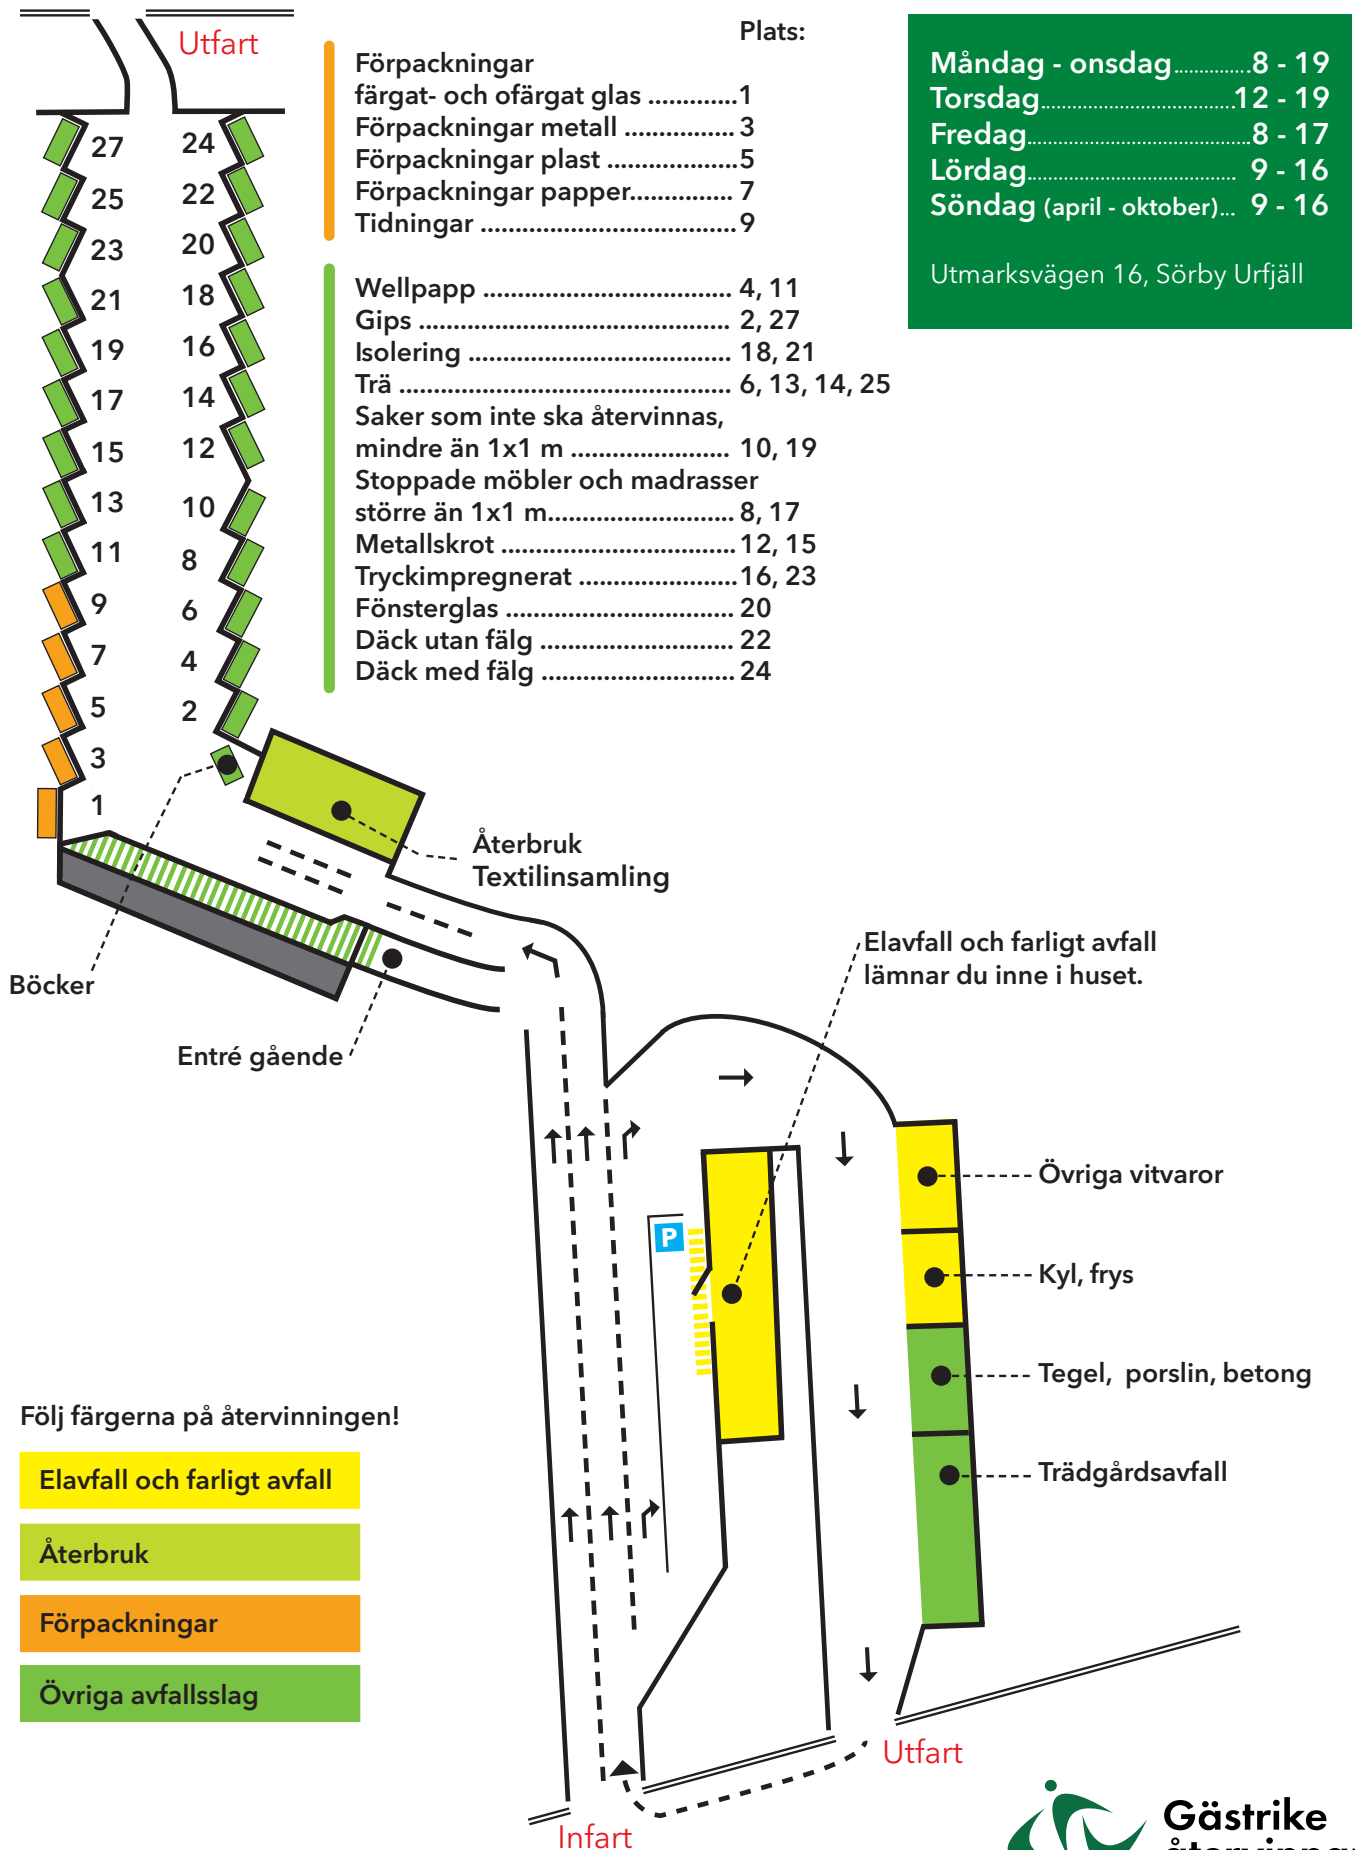 Utfart
Plats:
Förpackningar
färgat- och ofärgat glas .............1
Förpackningar metall ................ 3
Förpackningar plast ...................5
Förpackningar papper............... 7
Tidningar .....................................9
Wellpapp .................................... 4, 11
Gips ............................................. 2, 27
Isolering ...................................... 18, 21
Trä ................................................ 6, 13, 14, 25
Saker som inte ska återvinnas,
mindre än 1x1 m ....................... 10, 19
Stoppade möbler och madrasser
större än 1x1 m........................... 8, 17
Metallskrot .................................. 12, 15
Tryckimpregnerat .......................16, 23
Fönsterglas ................................. 20
Däck utan fälg ............................ 22
Däck med fälg ............................ 24
Måndag - onsdag..............8 - 19
Torsdag...................................12 - 19
Fredag.........................................8 - 17
Lördag...................................... 9 - 16
Söndag (april - oktober)... 9 - 16
Utmarksvägen 16, Sörby Urfjäll
27 24
25 22
23 20
21 18
19 16
17 14
15 12
13 10
11 8
9 6
7 4
5 2
3
1
Återbruk
Textilinsamling
Böcker
Entré gående
Elavfall och farligt avfall
lämnar du inne i huset.
P
Övriga vitvaror
Kyl, frys
Tegel, porslin, betong
Trädgårdsavfall
Följ färgerna på återvinningen!
Elavfall och farligt avfall
Återbruk
Förpackningar
Övriga avfallsslag
Utfart
Infart
Gästrike